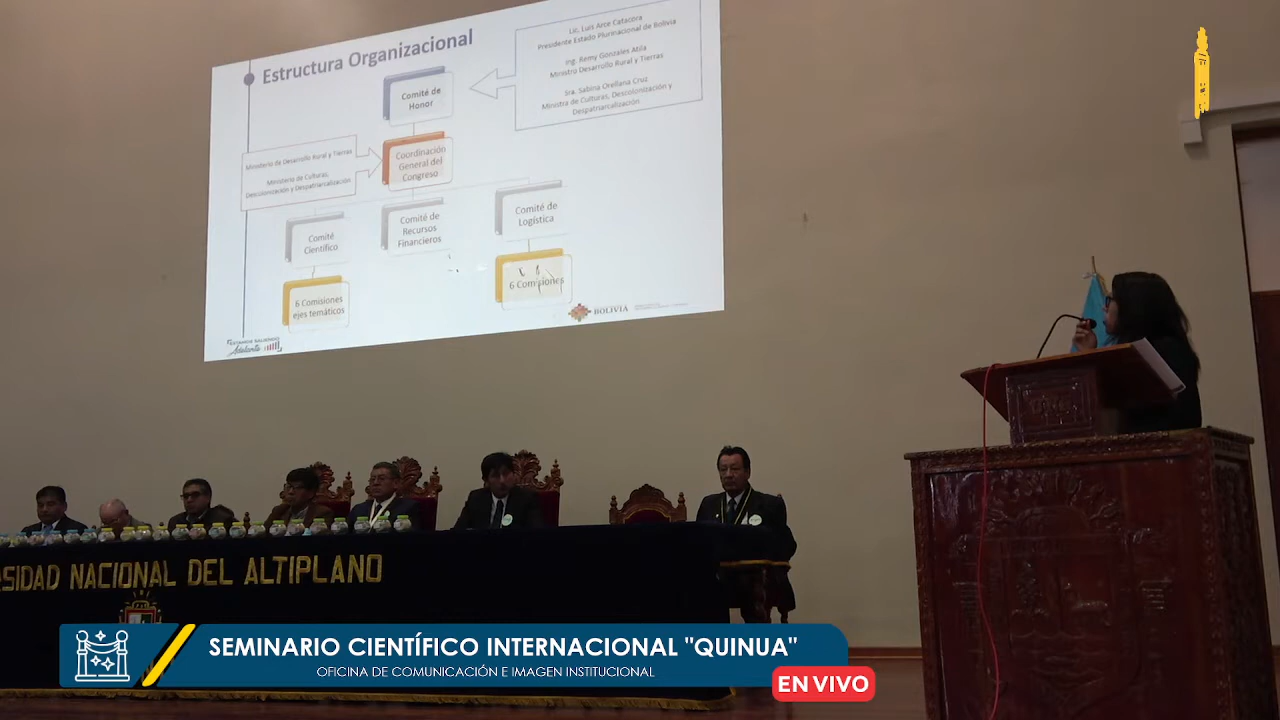 Estructura Organizacional
Lic. Luis Arce Catacora
Presidente Estado Plurinacional de Bolivia
Ing. Remy Gonzales Atila
Ministro Desarrollo Rural y Tierras
Sra. Sabina Orellana Cruz
Ministra de Culturas, Descolonización y
Despatriarcalización
Comité de
Honor
Ministerio de Desarrollo Rural y Tierras
Ministerio de Culturas,
Descolonización y Despatriarcalización
Coordinación
General del
Congreso
Comité
Científico
Comité de
Recursos
Financieros
Comité de
Logística
6 Comisiones
ejes temáticos
6 Comisiones
BOLIVIA
Adelante
SIDAD NACIONAL DEL ALTIPLANO
SEMINARIO CIENTÍFICO INTERNACIONAL "QUINUA"
OFICINA DE COMUNICACIÓN E IMAGEN INSTITUCIONAL
EN VIVO